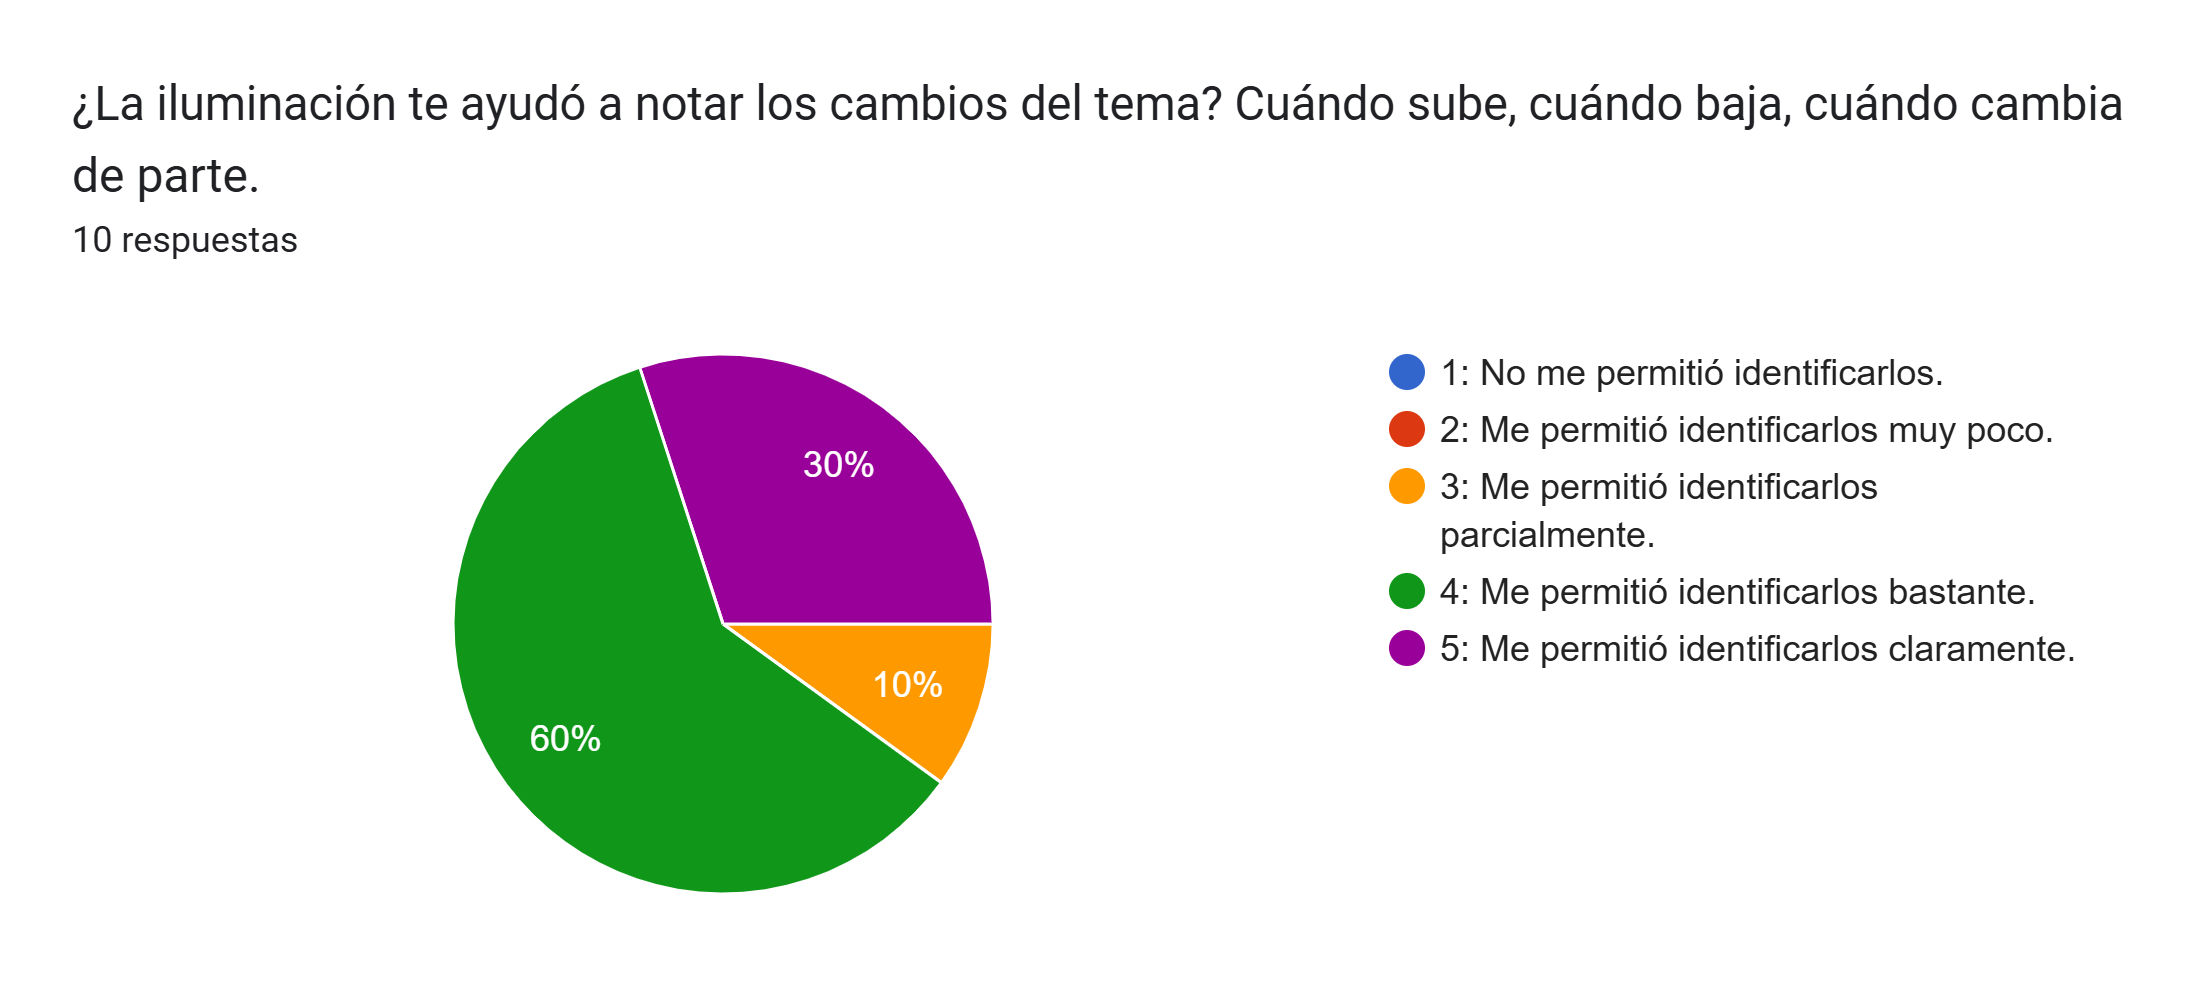 ¿La iluminación te ayudó a notar los cambios del tema? Cuándo sube, cuándo baja, cuándo cambia
de parte.
10 respuestas
30%
10%
60%
1: No me permitió identificarlos.
2: Me permitió identificarlos muy poco.
3: Me permitió identificarlos
parcialmente.
4: Me permitió identificarlos bastante.
5: Me permitió identificarlos claramente.